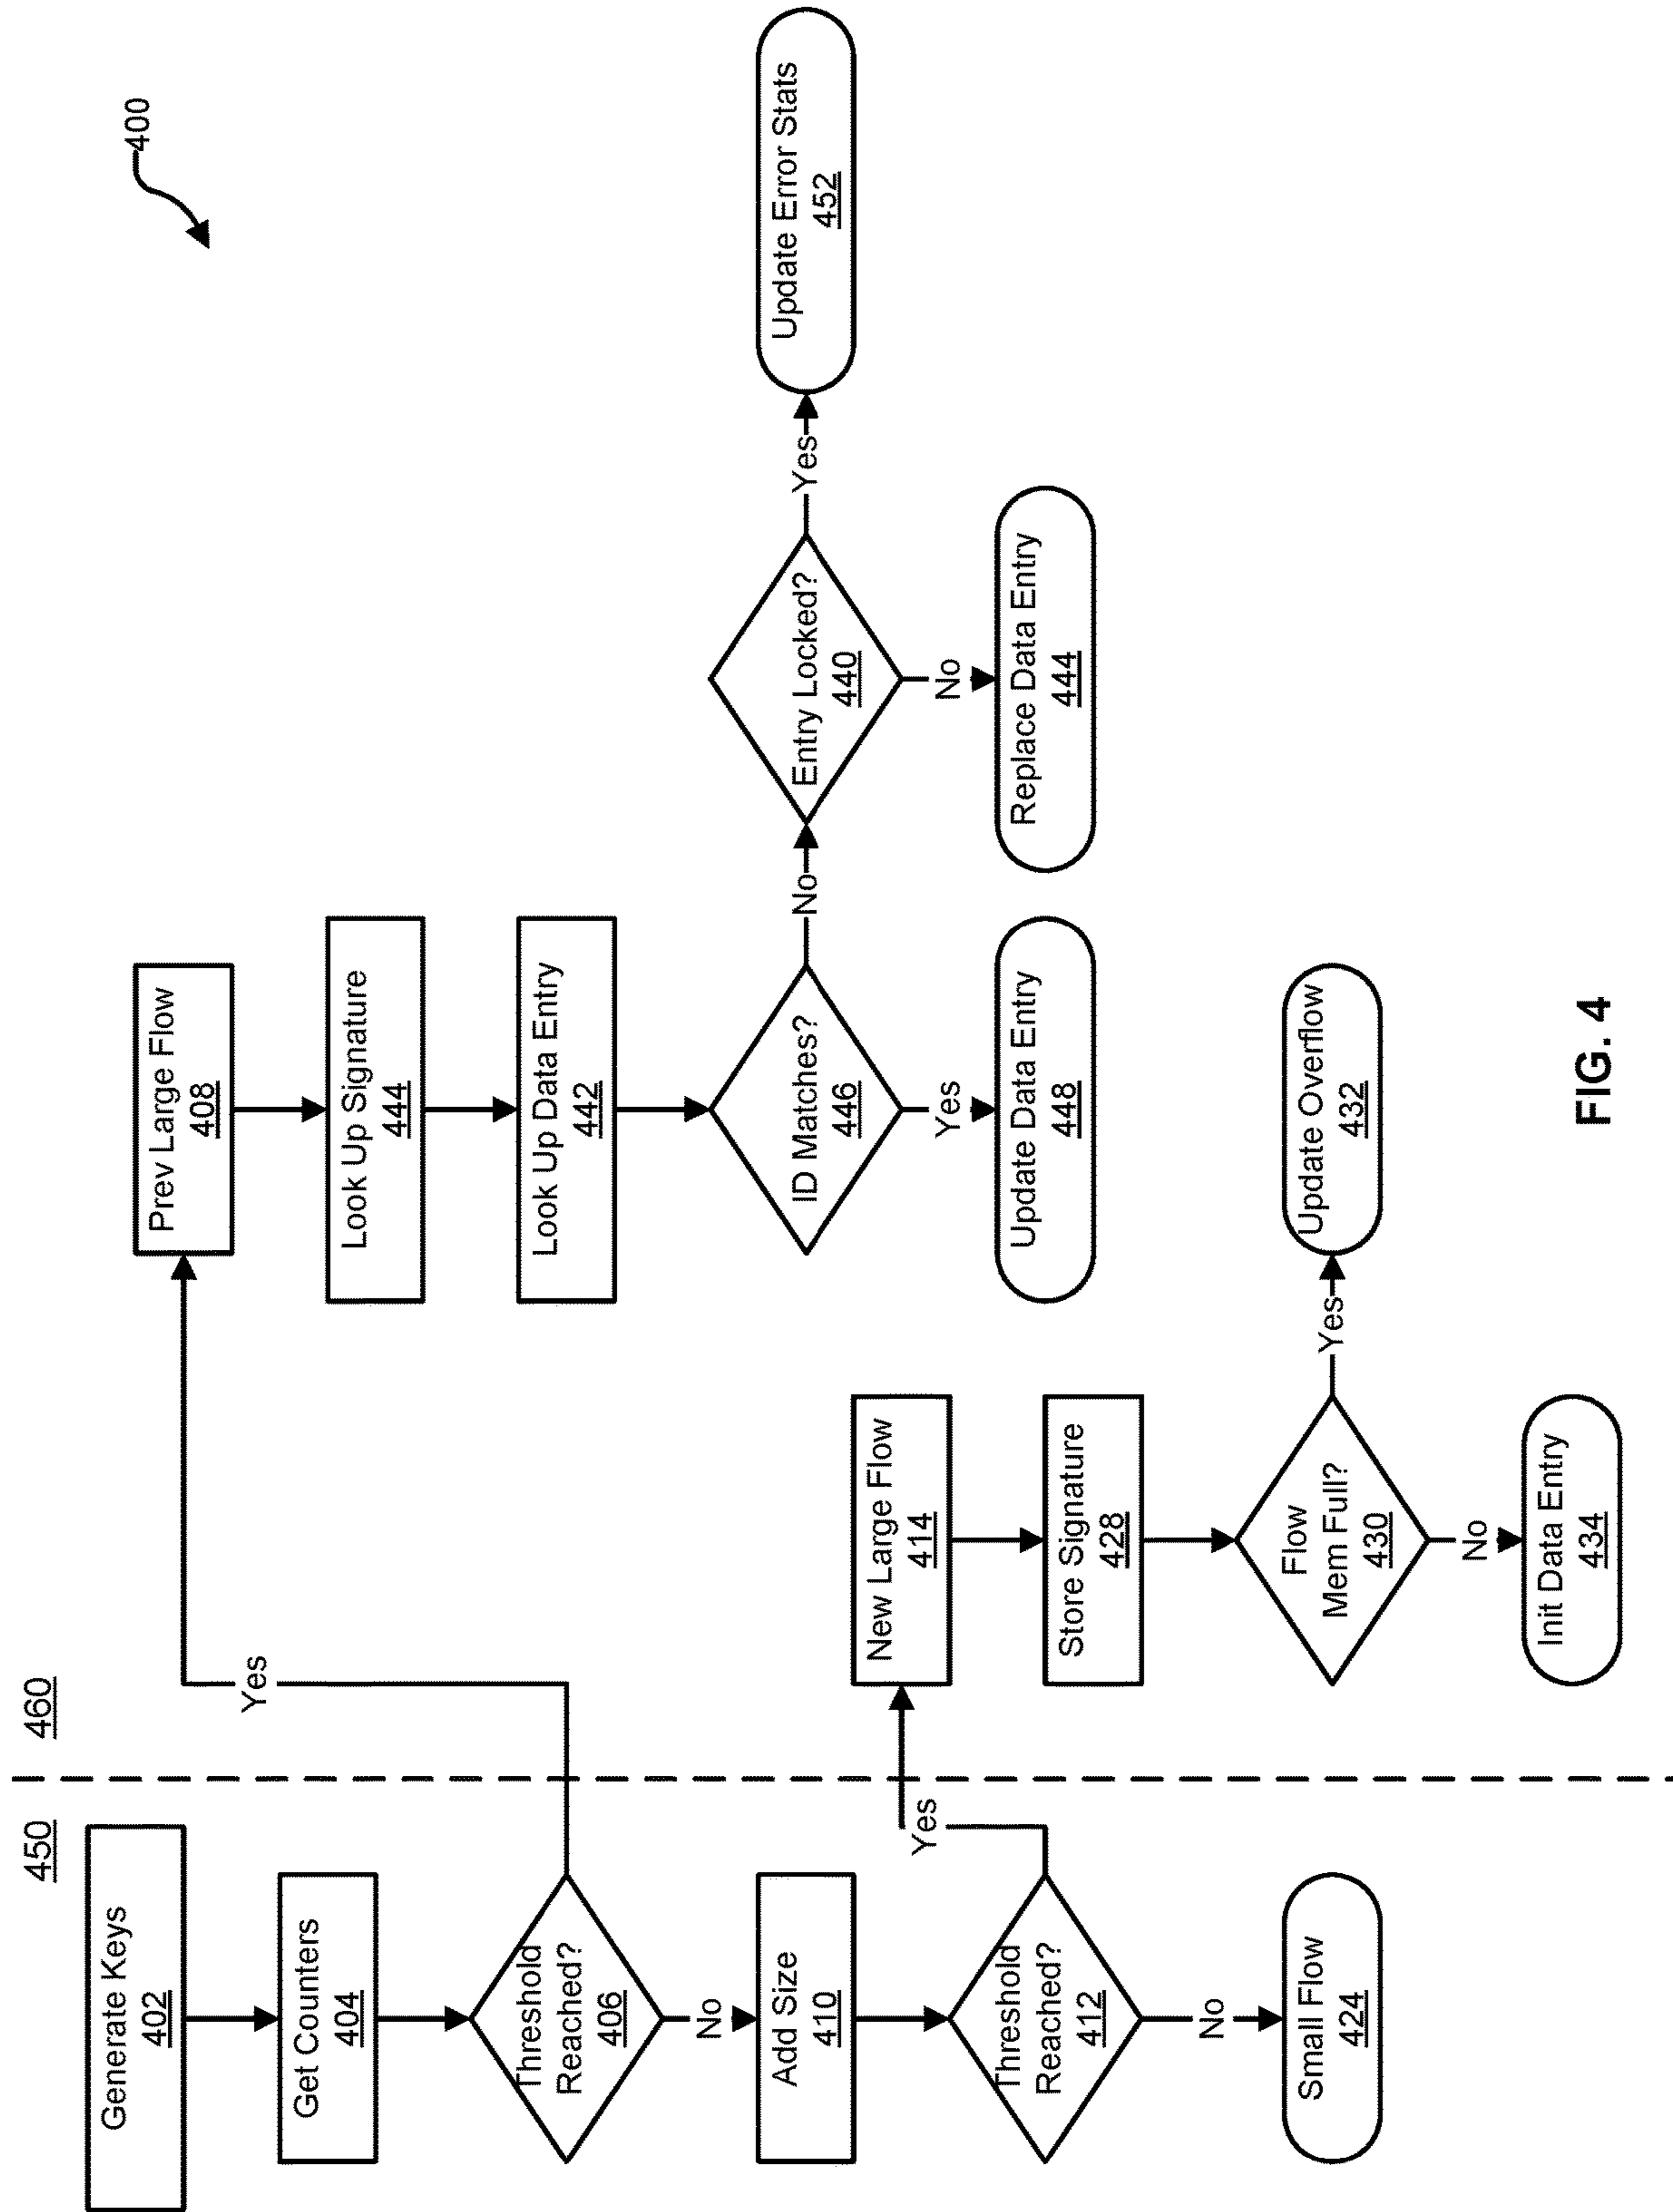 400
450
460
Generate Keys
402
Get Counters
404
Threshold
Reached?
406
Yes
No
Add Size
410
Threshold
Reached?
412
Yes
No
Small Flow
424
Prev Large Flow
408
Look Up Signature
444
Look Up Data Entry
442
ID Matches?
446
No
Yes
Update Data Entry
448
Entry Locked?
440
Yes
No
Update Error Stats
452
Replace Data Entry
444
New Large Flow
414
Store Signature
428
Flow
Mem Full?
430
Yes
No
Update Overflow
432
Init Data Entry
434
FIG. 4